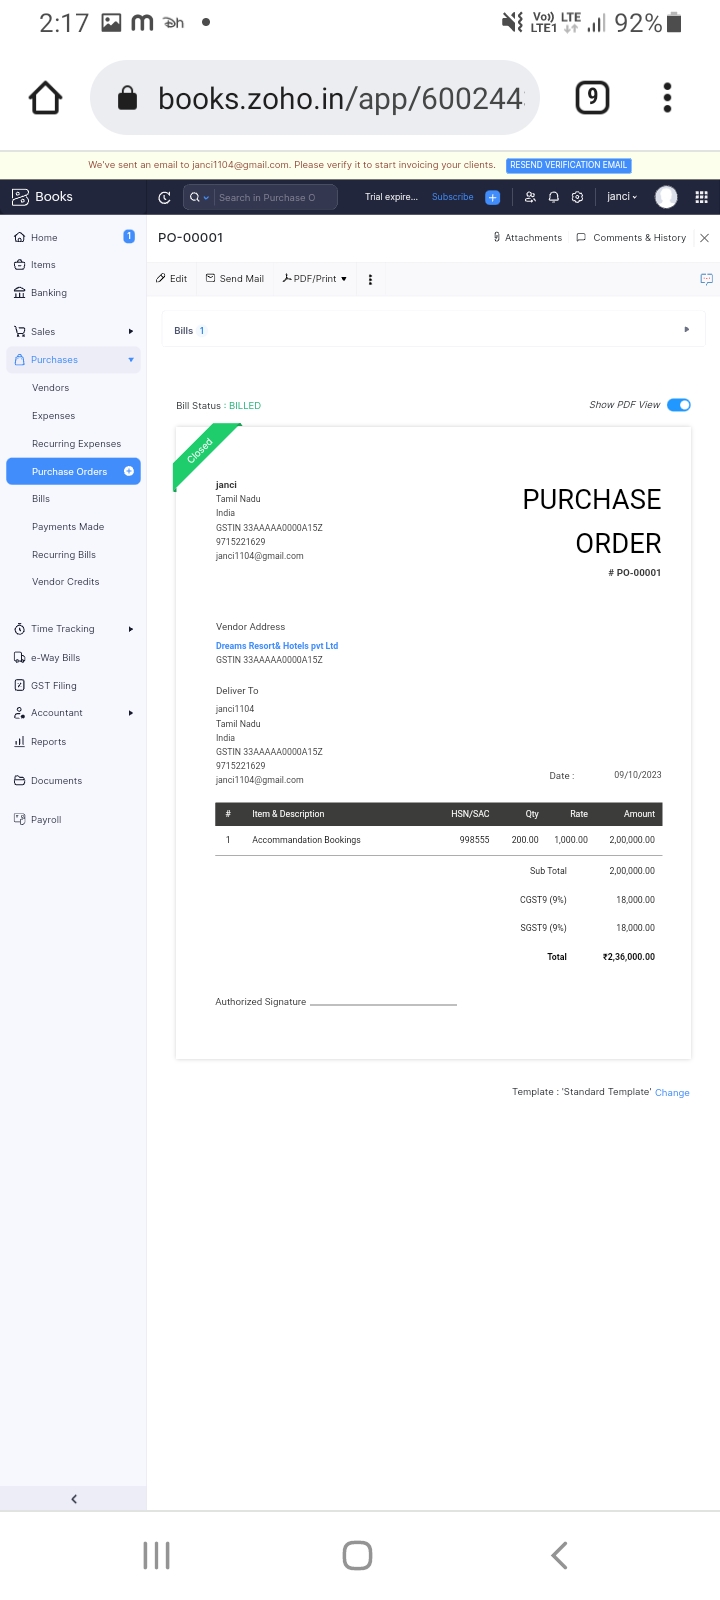 2:17 Vo)) LTE1 LTE 92%
books.zoho.in/app/600244 9
We've sent an email to janci1104@gmail.com. Please verify it to start invoicing your clients. RESEND VERIFICATION EMAIL
Books Search in Purchase O Trial expire... Subscribe janci
Home 1
Items
Banking
Sales
Purchases
Vendors
Expenses
Recurring Expenses
Purchase Orders
Bills
Payments Made
Recurring Bills
Vendor Credits
Time Tracking
e-Way Bills
GST Filing
Accountant
Reports
Documents
Payroll
PO-00001 Attachments Comments & History
Edit Send Mail PDF/Print
Bills 1
Bill Status : BILLED Show PDF View
Closed
janci
Tamil Nadu
India
GSTIN 33AAAAA0000A15Z
9715221629
janci1104@gmail.com
PURCHASE
ORDER
# PO-00001
Vendor Address
Dreams Resort& Hotels pvt Ltd
GSTIN 33AAAAA0000A15Z
Deliver To
janci1104
Tamil Nadu
India
GSTIN 33AAAAA0000A15Z
9715221629
janci1104@gmail.com
Date : 09/10/2023
# Item & Description HSN/SAC Qty Rate Amount
1 Accommandation Bookings 998555 200.00 1,000.00 2,00,000.00
Sub Total 2,00,000.00
CGST9 (9%) 18,000.00
SGST9 (9%) 18,000.00
Total ₹2,36,000.00
Authorized Signature
Template : 'Standard Template' Change